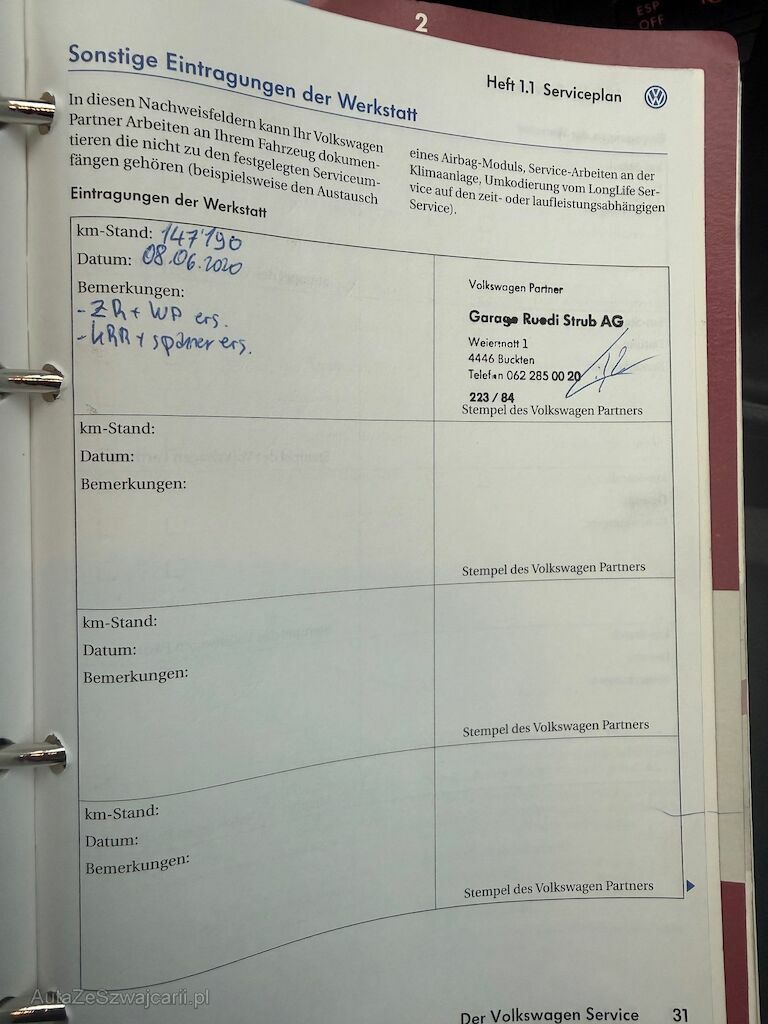 ESP
OFF
2
Sonstige Eintragungen der Werkstatt
Heft 1.1 Serviceplan
In diesen Nachweisfeldern kann Ihr Volkswagen
Partner Arbeiten an Ihrem Fahrzeug dokumen-
tieren die nicht zu den festgelegten Serviceum-
fängen gehören (beispielsweise den Austausch
eines Airbag-Moduls, Service-Arbeiten an der
Klimaanlage, Umkodierung vom LongLife Ser-
vice auf den zeit- oder laufleistungsabhängigen
Service).
Eintragungen der Werkstatt
km-Stand: 147'190
Datum: 08.06.2020
Bemerkungen:
- ZR + WP ers.
- KRR + spanner ers.
Volkswagen Partner
Garage Ruedi Strub AG
Weiermatt 1
4446 Buckten
Telefon 062 285 00 20
223 / 84
Stempel des Volkswagen Partners
km-Stand:
Datum:
Bemerkungen:
Stempel des Volkswagen Partners
km-Stand:
Datum:
Bemerkungen:
Stempel des Volkswagen Partners
km-Stand:
Datum:
Bemerkungen:
Stempel des Volkswagen Partners
AutaZeSzwajcarii.pl
Der Volkswagen Service 31